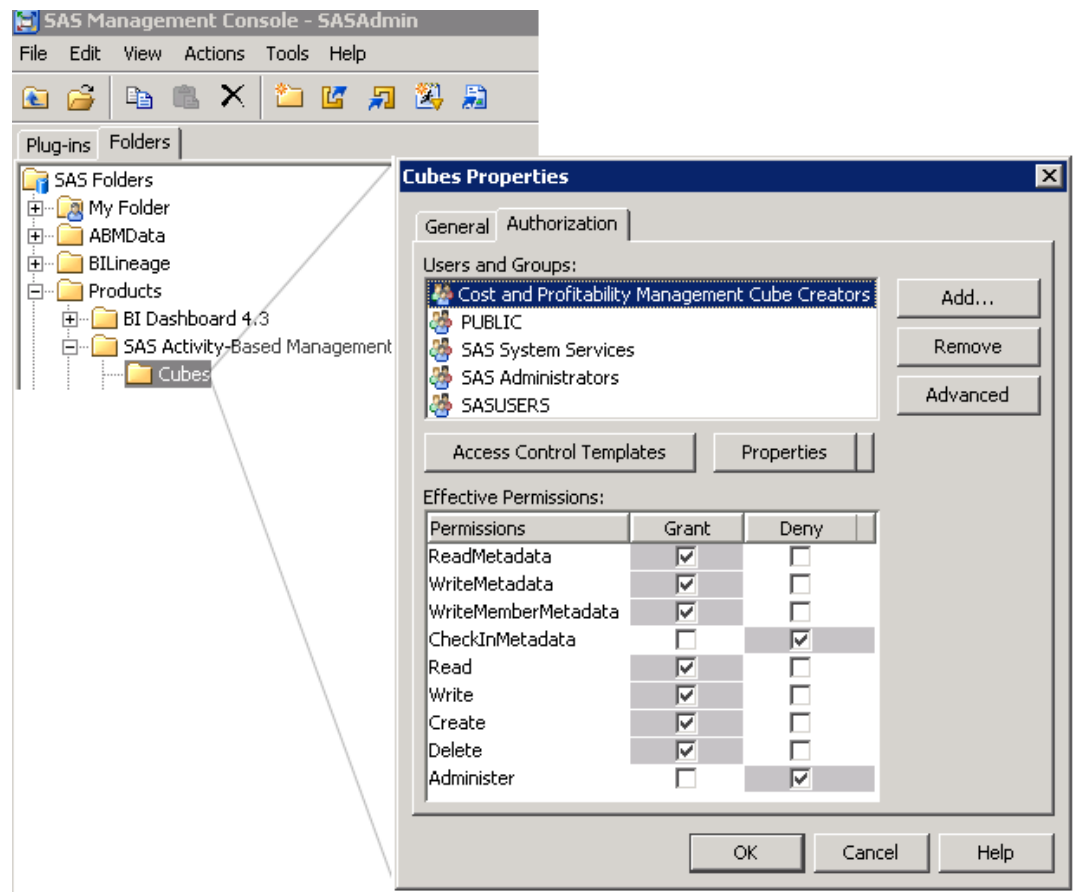 SAS Management Console - SASAdmin
File Edit View Actions Tools Help
Plug-ins Folders
SAS Folders
My Folder
ABMData
BILineage
Products
BI Dashboard 4.3
SAS Activity-Based Management
Cubes
Cubes Properties
General Authorization
Users and Groups:
Cost and Profitability Management Cube Creators
PUBLIC
SAS System Services
SAS Administrators
SASUSERS
Add...
Remove
Advanced
Access Control Templates Properties
Effective Permissions:
Permissions Grant Deny
ReadMetadata
WriteMetadata
WriteMemberMetadata
CheckInMetadata
Read
Write
Create
Delete
Administer
OK Cancel Help